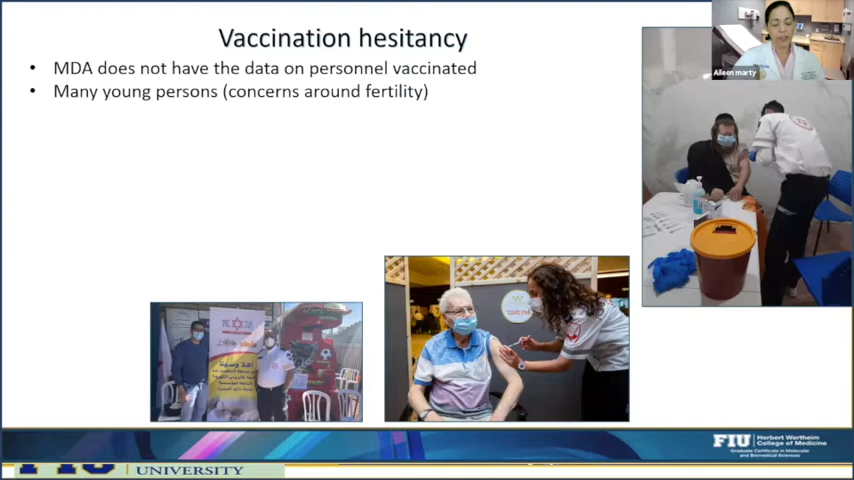 Vaccination hesitancy
• MDA does not have the data on personnel vaccinated
• Many young persons (concerns around fertility)
Aileen marty
FIU
Herbert Wertheim
College of Medicine
Graduate Certificate in Molecular
and Biomedical Sciences
FIU
UNIVERSITY